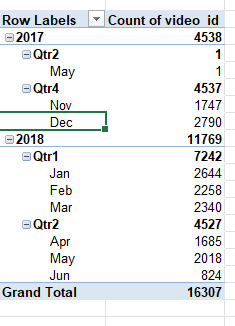 Row Labels Count of video_id
2017 4538
Qtr2 1
May 1
Qtr4 4537
Nov 1747
Dec 2790
2018 11769
Qtr1 7242
Jan 2644
Feb 2258
Mar 2340
Qtr2 4527
Apr 1685
May 2018
Jun 824
Grand Total 16307